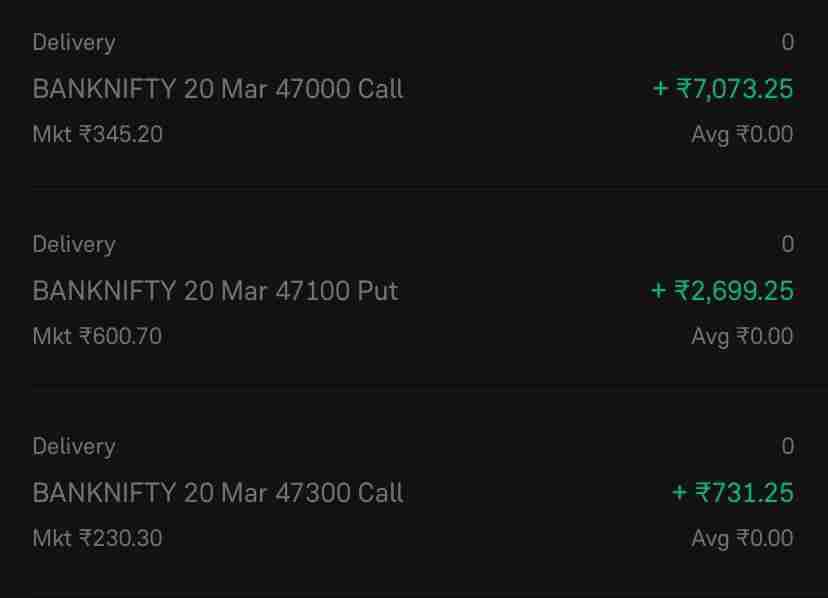 Delivery 0
BANKNIFTY 20 Mar 47000 Call + ₹7,073.25
Mkt ₹345.20 Avg ₹0.00
Delivery 0
BANKNIFTY 20 Mar 47100 Put + ₹2,699.25
Mkt ₹600.70 Avg ₹0.00
Delivery 0
BANKNIFTY 20 Mar 47300 Call + ₹731.25
Mkt ₹230.30 Avg ₹0.00